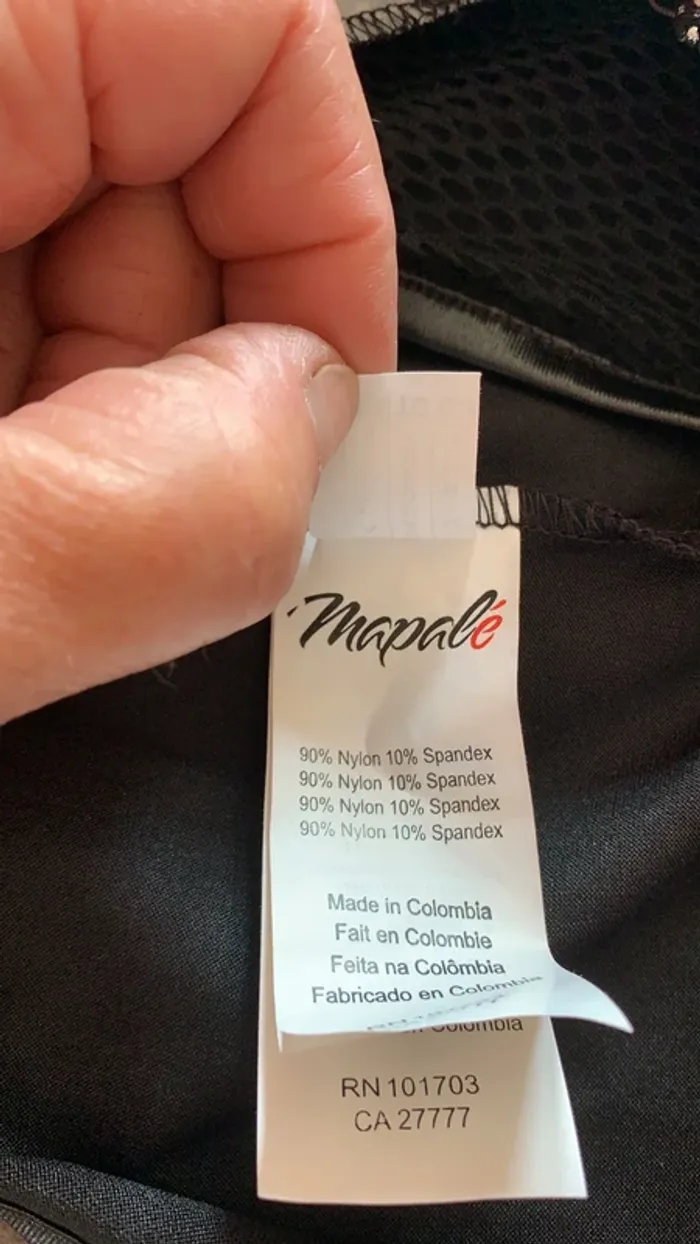 Mapalé
90% Nylon 10% Spandex
90% Nylon 10% Spandex
90% Nylon 10% Spandex
90% Nylon 10% Spandex
Made in Colombia
Fait en Colombie
Feita na Colômbia
Fabricado en Colombia
Colombia
RN 101703
CA 27777